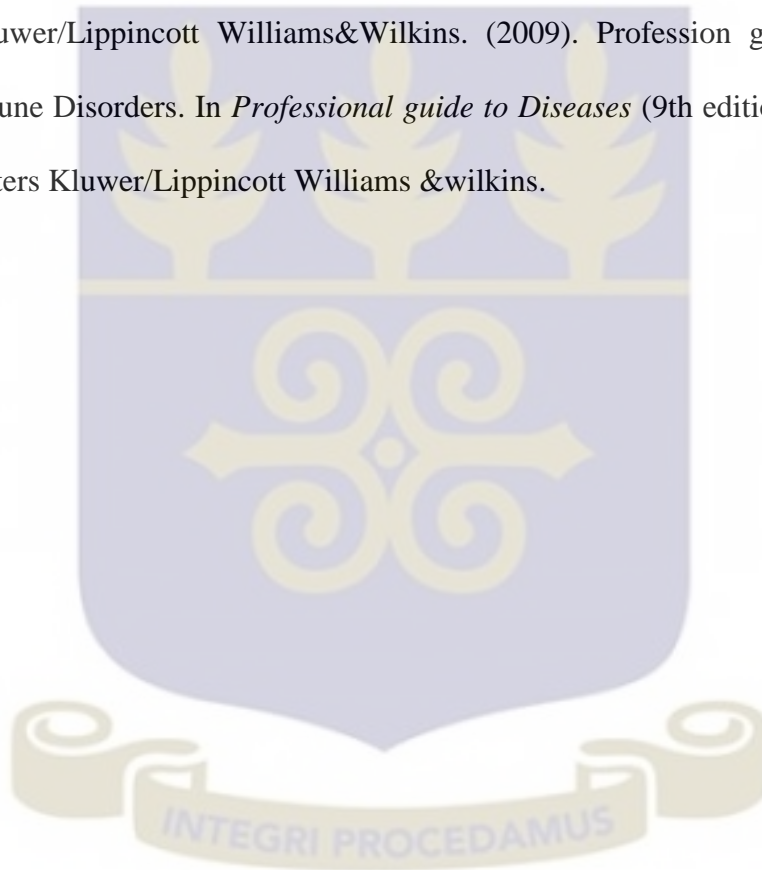 uwer/Lippincott Williams&Wilkins. (2009). Profession g
une Disorders. In Professional guide to Diseases (9th editio
ters Kluwer/Lippincott Williams &wilkins.
INTEGRI PROCEDAMUS